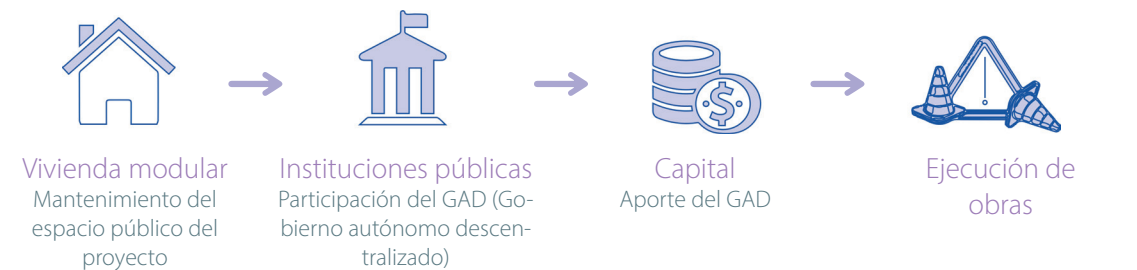 Vivienda modular
Mantenimiento del
espacio público del
proyecto
Instituciones públicas
Participación del GAD (Go-
bierno autónomo descen-
tralizado)
Capital
Aporte del GAD
Ejecución de
obras